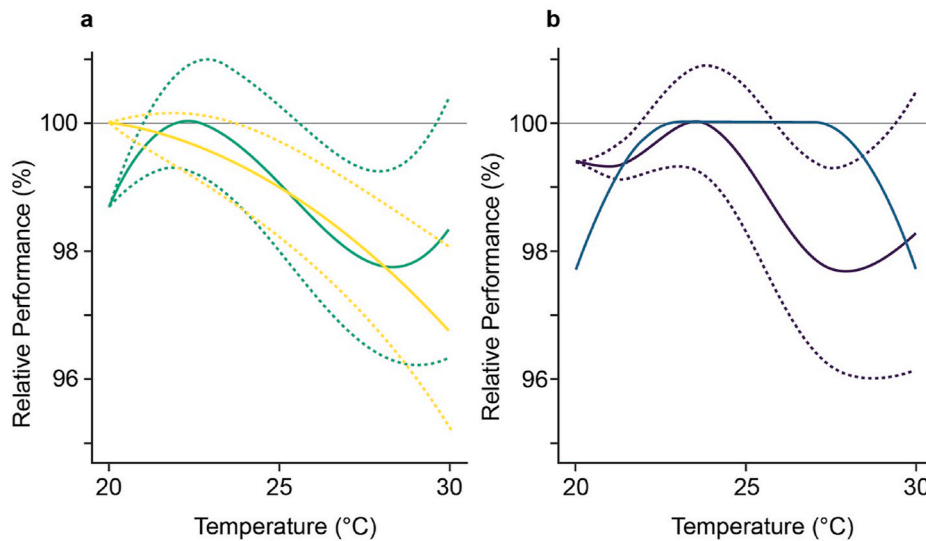 a
b
100
98
96
Relative Performance (%)
20
25
30
Temperature (°C)
100
98
96
Relative Performance (%)
20
25
30
Temperature (°C)